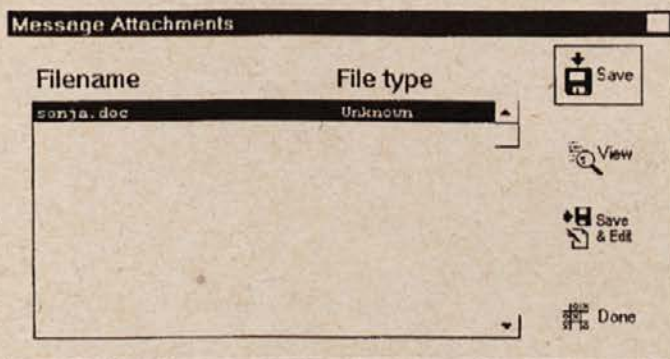 Message Attachments
Filename File type
sonja.doc Unknown
Save
View
Save
& Edit
Done